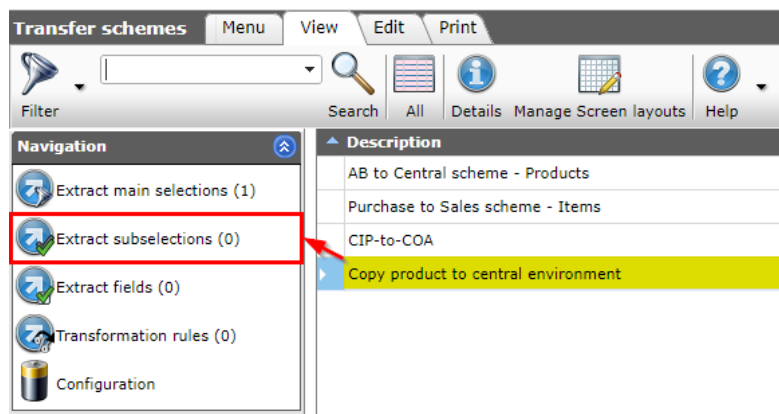 Transfer schemes Menu View Edit Print
Filter Search All Details Manage Screen layouts Help
Navigation
Extract main selections (1)
Extract subselections (0)
Extract fields (0)
Transformation rules (0)
Configuration
Description
AB to Central scheme - Products
Purchase to Sales scheme - Items
CIP-to-COA
Copy product to central environment